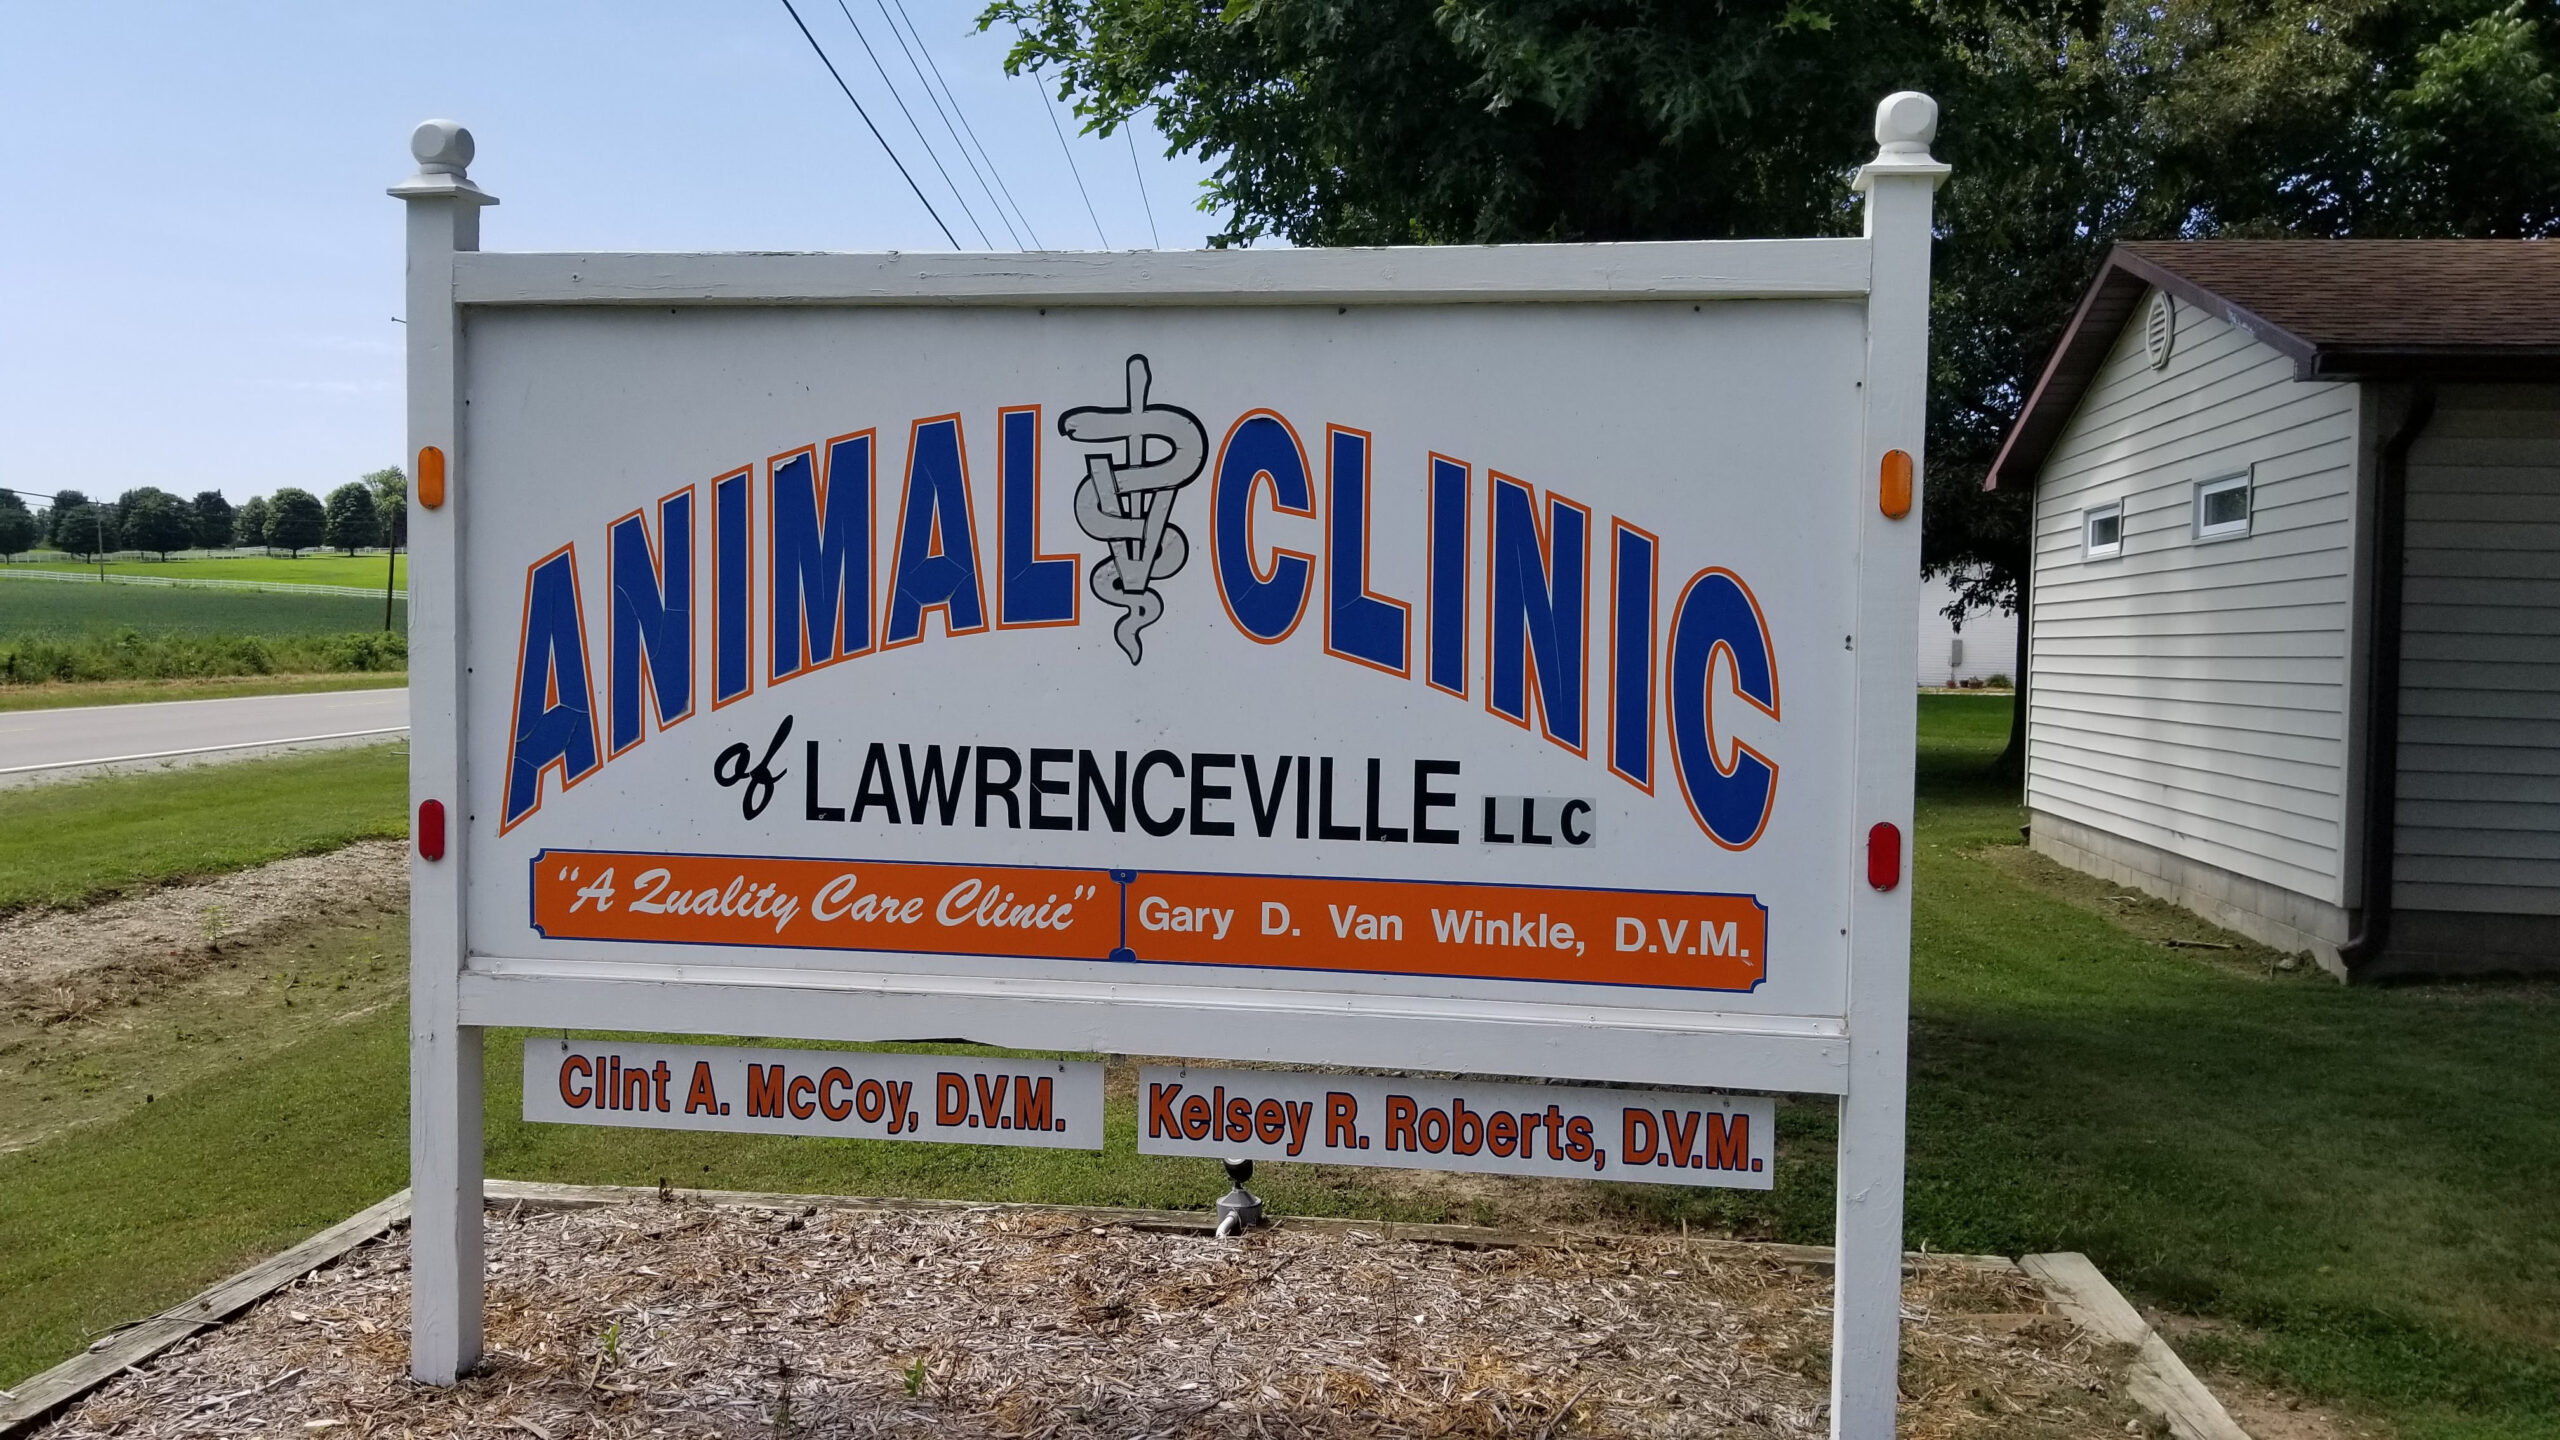 ANIMAL CLINIC
of LAWRENCEVILLE LLC
"A Quality Care Clinic" Gary D. Van Winkle, D.V.M.
Clint A. McCoy, D.V.M. Kelsey R. Roberts, D.V.M.